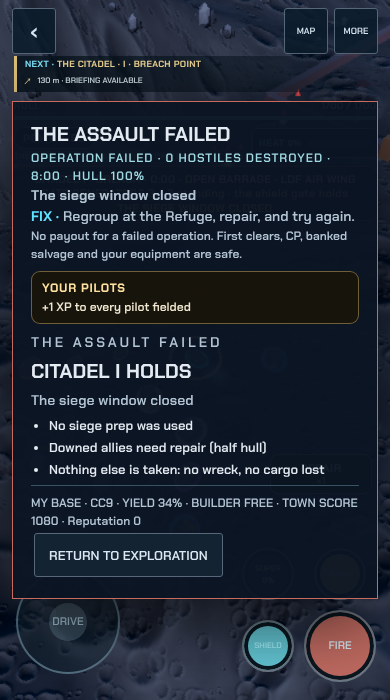 ‹
MAP
MORE
NEXT · THE CITADEL · I · BREACH POINT
130 m · BRIEFING AVAILABLE
THE ASSAULT FAILED
OPERATION FAILED · 0 HOSTILES DESTROYED ·
8:00 · HULL 100%
The siege window closed
FIX · Regroup at the Refuge, repair, and try again.
No payout for a failed operation. First clears, CP, banked
salvage and your equipment are safe.
YOUR PILOTS
+1 XP to every pilot fielded
THE ASSAULT FAILED
CITADEL I HOLDS
The siege window closed
• No siege prep was used
• Downed allies need repair (half hull)
• Nothing else is taken: no wreck, no cargo lost
MY BASE · CC9 · YIELD 34% · BUILDER FREE · TOWN SCORE
1080 · Reputation 0
RETURN TO EXPLORATION
DRIVE
SHIELD
FIRE